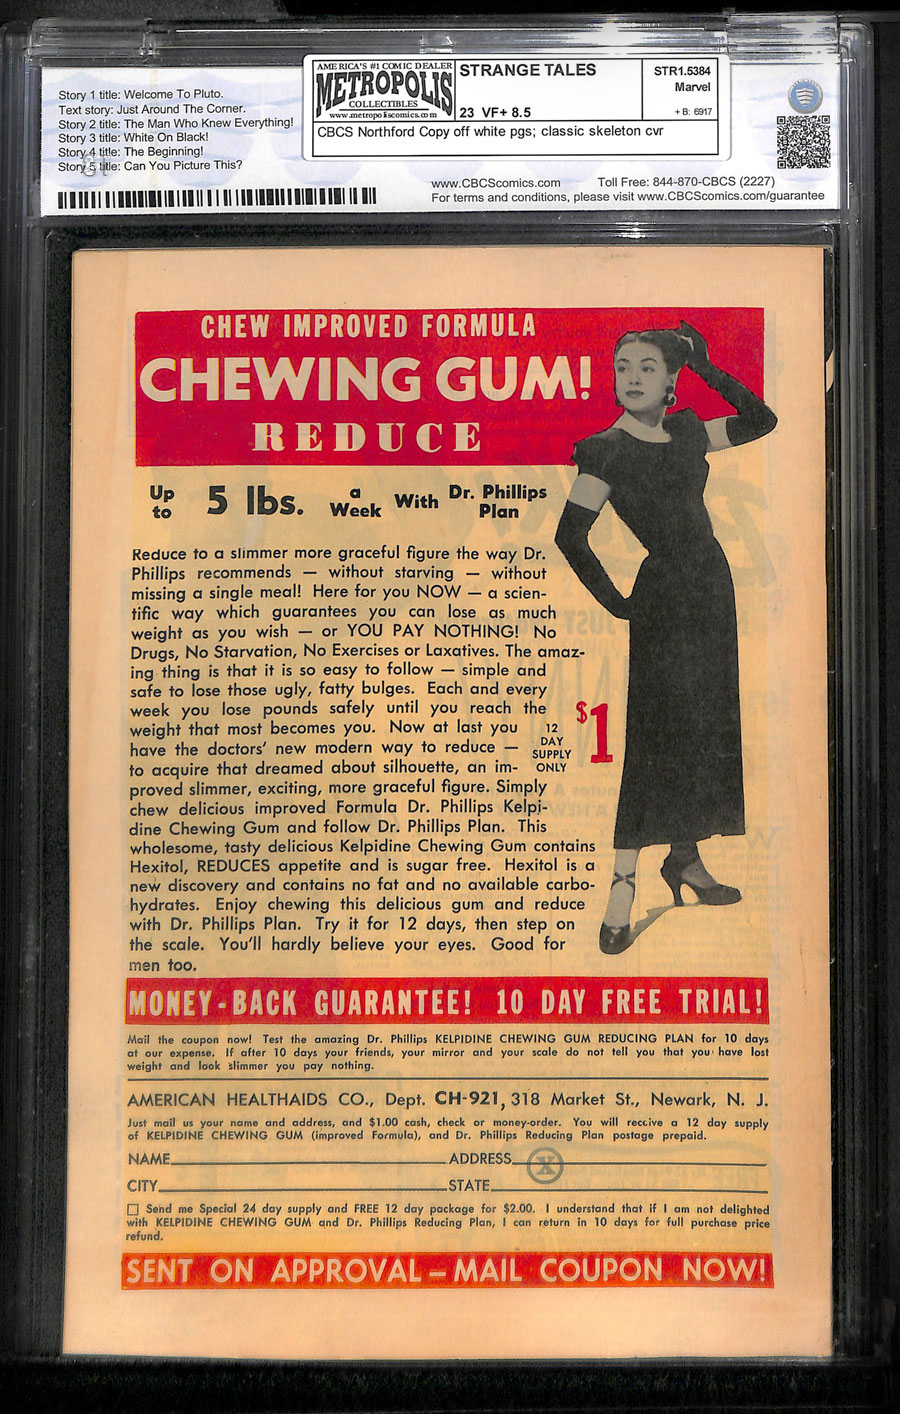 Story 1 title: Welcome To Pluto.
Text story: Just Around The Corner.
Story 2 title: The Man Who Knew Everything!
Story 3 title: White On Black!
Story 4 title: The Beginning!
Story 5 title: Can You Picture This?
AMERICA'S #1 COMIC DEALER
METROPOLIS
COLLECTIBLES
www.metropoliscomics.com
STRANGE TALES
23 VF+ 8.5
STR1.5384
Marvel
+ B: 6917
CBCS Northford Copy off white pgs; classic skeleton cvr
www.CBCScomics.com Toll Free: 844-870-CBCS (2227)
For terms and conditions, please visit www.CBCScomics.com/guarantee
CHEW IMPROVED FORMULA
CHEWING GUM!
REDUCE
Up to 5 lbs. a Week With Dr. Phillips Plan
Reduce to a slimmer more graceful figure the way Dr.
Phillips recommends — without starving — without
missing a single meal! Here for you NOW — a scien-
tific way which guarantees you can lose as much
weight as you wish — or YOU PAY NOTHING! No
Drugs, No Starvation, No Exercises or Laxatives. The amaz-
ing thing is that it is so easy to follow — simple and
safe to lose those ugly, fatty bulges. Each and every
week you lose pounds safely until you reach the
weight that most becomes you. Now at last you
have the doctors' new modern way to reduce —
to acquire that dreamed about silhouette, an im-
proved slimmer, exciting, more graceful figure. Simply
chew delicious improved Formula Dr. Phillips Kelpi-
dine Chewing Gum and follow Dr. Phillips Plan. This
wholesome, tasty delicious Kelpidine Chewing Gum contains
Hexitol, REDUCES appetite and is sugar free. Hexitol is a
new discovery and contains no fat and no available carbo-
hydrates. Enjoy chewing this delicious gum and reduce
with Dr. Phillips Plan. Try it for 12 days, then step on
the scale. You'll hardly believe your eyes. Good for
men too.
12
DAY
SUPPLY
ONLY
$1
MONEY-BACK GUARANTEE! 10 DAY FREE TRIAL!
Mail the coupon now! Test the amazing Dr. Phillips KELPIDINE CHEWING GUM REDUCING PLAN for 10 days
at our expense. If after 10 days your friends, your mirror and your scale do not tell you that you have lost
weight and look slimmer you pay nothing.
AMERICAN HEALTHAIDS CO., Dept. CH-921, 318 Market St., Newark, N. J.
Just mail us your name and address, and $1.00 cash, check or money-order. You will receive a 12 day supply
of KELPIDINE CHEWING GUM (improved Formula), and Dr. Phillips Reducing Plan postage prepaid.
NAME ADDRESS X
CITY STATE
Send me Special 24 day supply and FREE 12 day package for $2.00. I understand that if I am not delighted
with KELPIDINE CHEWING GUM and Dr. Phillips Reducing Plan, I can return in 10 days for full purchase price
refund.
SENT ON APPROVAL — MAIL COUPON NOW!